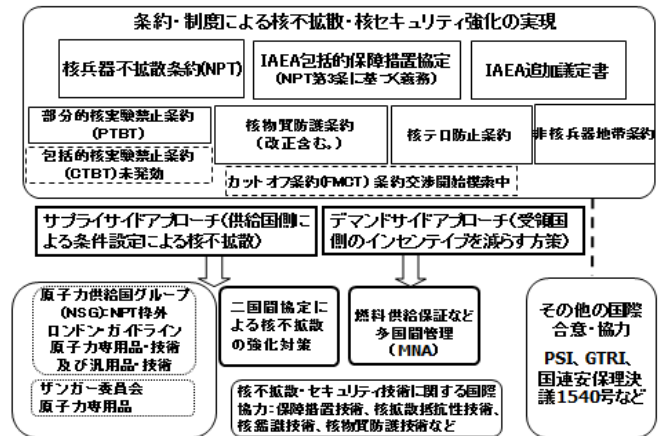 条約・制度による核不拡散・核セキュリティ強化の実現
核兵器不拡散条約(NPT)
IAEA包括的保障措置協定
(NPT第3条に基づく義務)
IAEA追加議定書
部分的核実験禁止条約
(PTBT)
核物質防護条約
(改正含む。)
核テロ防止条約
非核兵器地帯条約
包括的核実験禁止条約
(CTBT)未発効
カットオフ条約(FMCT) 条約交渉開始模索中
サプライサイドアプローチ(供給国側に
よる条件設定による核不拡散)
デマンドサイドアプローチ(受領国
側のインセンテイブを減らす方策)
原子力供給国グループ
(NSG):NPT枠外
ロンドン・ガイドライン
原子力専用品・技術
及び汎用品・技術
ザンガー委員会
原子力専用品
二国間協定に
よる核不拡散
の強化対策
燃料供給保証など
多国間管理
(MNA)
その他の国際
合意・協力
PSI、GTRI、
国連安保理決
議1540号など
核不拡散・セキュリティ技術に関する国際
協力:保障措置技術、核拡散抵抗性技術、
核鑑識技術、核物質防護技術など